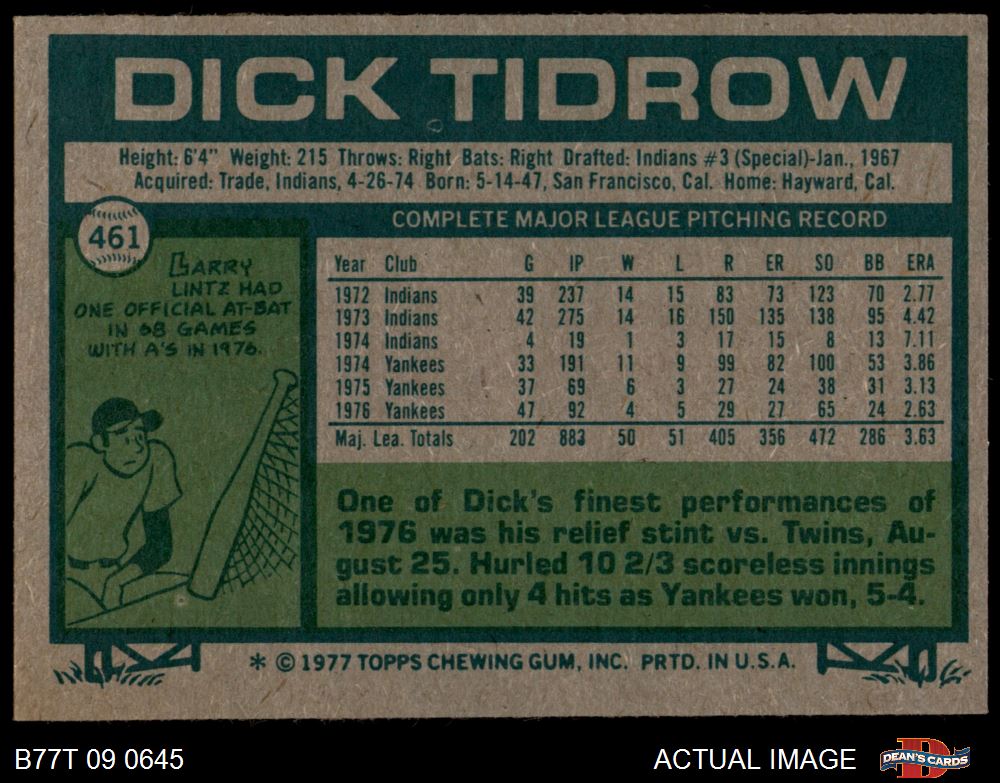 DICK TIDROW
Height: 6'4" Weight: 215 Throws: Right Bats: Right Drafted: Indians #3 (Special)-Jan., 1967
Acquired: Trade, Indians, 4-26-74 Born: 5-14-47, San Francisco, Cal. Home: Hayward, Cal.
461
LARRY
LINTZ HAD
ONE OFFICIAL AT-BAT
IN 68 GAMES
WITH A'S IN 1976.
COMPLETE MAJOR LEAGUE PITCHING RECORD
Year Club G IP W L R ER SO BB ERA
1972 Indians 39 237 14 15 83 73 123 70 2.77
1973 Indians 42 275 14 16 150 135 138 95 4.42
1974 Indians 4 19 1 3 17 15 8 13 7.11
1974 Yankees 33 191 11 9 99 82 100 53 3.86
1975 Yankees 37 69 6 3 27 24 38 31 3.13
1976 Yankees 47 92 4 5 29 27 65 24 2.63
Maj. Lea. Totals 202 883 50 51 405 356 472 286 3.63
One of Dick's finest performances of
1976 was his relief stint vs. Twins, Au-
gust 25. Hurled 10 2/3 scoreless innings
allowing only 4 hits as Yankees won, 5-4.
* © 1977 TOPPS CHEWING GUM, INC. PRTD. IN U.S.A.
B77T 09 0645
ACTUAL IMAGE
D
DEAN'S CARDS